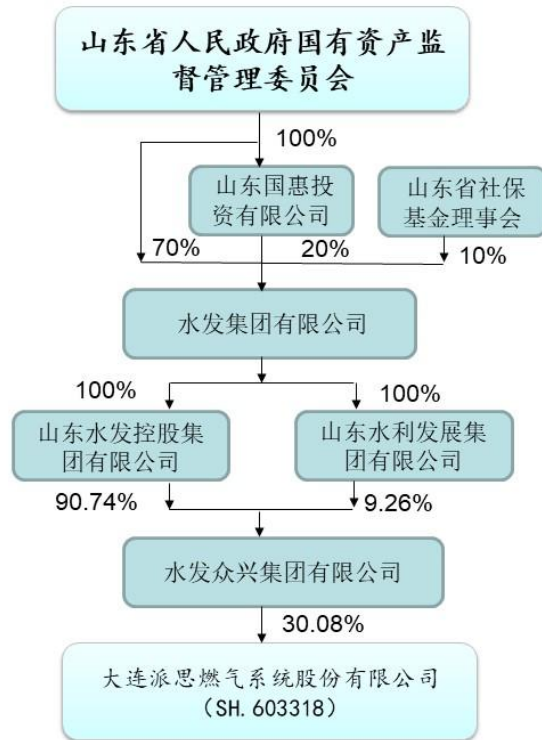 山东省人民政府国有资产监
督管理委员会
100%
山东国惠投
资有限公司
山东省社保
基金理事会
70%
20%
10%
水发集团有限公司
100%
100%
山东水发控股集
团有限公司
山东水利发展集
团有限公司
90.74%
9.26%
水发众兴集团有限公司
30.08%
大连派思燃气系统股份有限公司
（SH.603318）